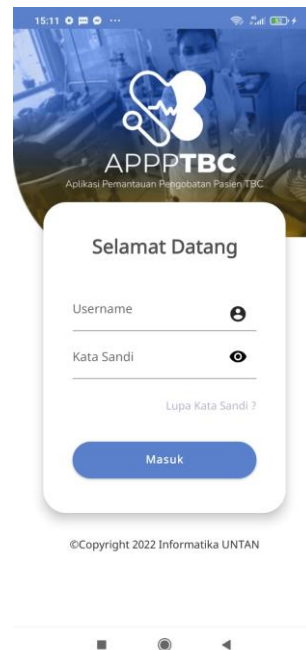 15:11
APPPTBC
Aplikasi Pemantauan Pengobatan Pasien TBC
Selamat Datang
Username
Kata Sandi
Lupa Kata Sandi ?
Masuk
©Copyright 2022 Informatika UNTAN